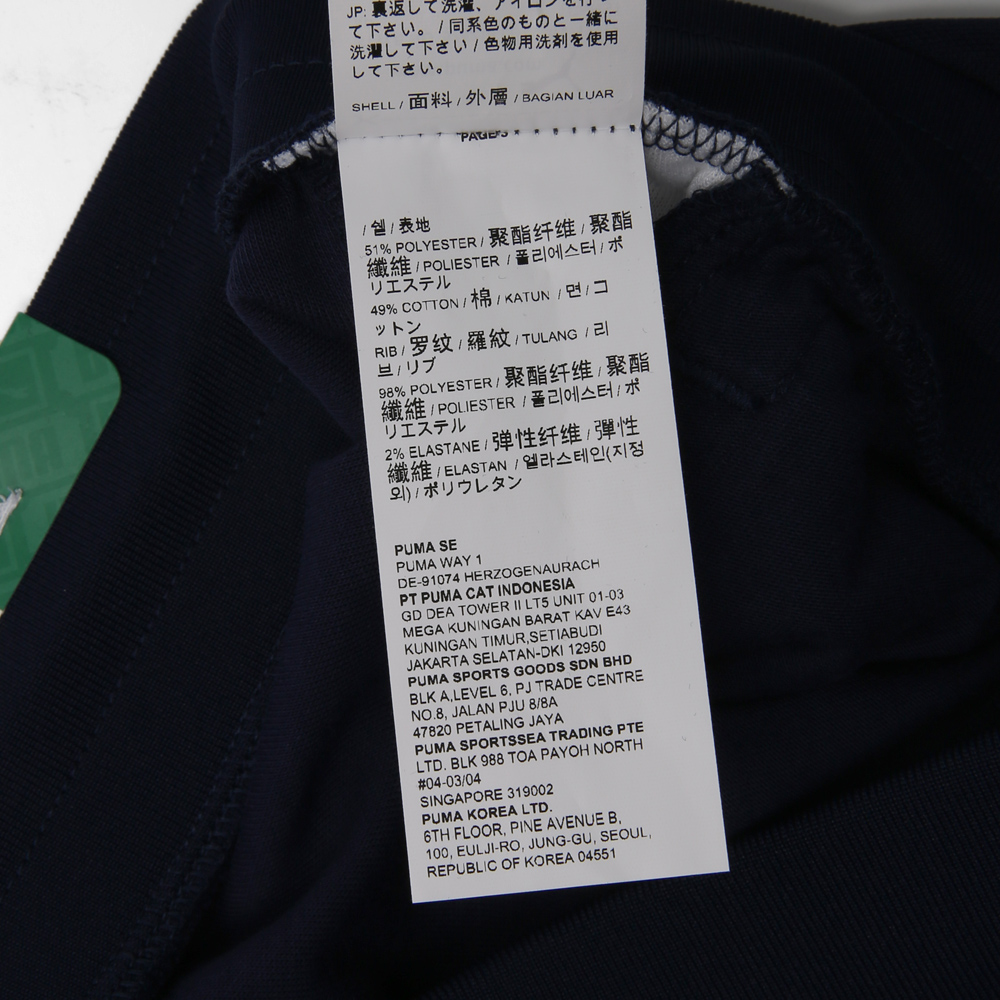 JP: 裏返して洗濯、アイロンを行っ
て下さい。/ 同系色のものと一緒に
洗濯して下さい / 色物用洗剤を使用
して下さい。
SHELL / 面料 / 外層 / BAGIAN LUAR
PAGE-3
/ 쉘 / 表地
51% POLYESTER / 聚酯纤维 / 聚酯
纖維 / POLIESTER / 폴리에스터 / ポ
リエステル
49% COTTON / 棉 / KATUN / 면 / コ
ットン
RIB / 罗纹 / 羅紋 / TULANG / 리
브 / リブ
98% POLYESTER / 聚酯纤维 / 聚酯
纖維 / POLIESTER / 폴리에스터 / ポ
リエステル
2% ELASTANE / 弹性纤维 / 彈性
纖維 / ELASTAN / 엘라스테인(지정
외) / ポリウレタン
PUMA SE
PUMA WAY 1
DE-91074 HERZOGENAURACH
PT PUMA CAT INDONESIA
GD DEA TOWER II LT5 UNIT 01-03
MEGA KUNINGAN BARAT KAV E43
KUNINGAN TIMUR,SETIABUDI
JAKARTA SELATAN-DKI 12950
PUMA SPORTS GOODS SDN BHD
BLK A,LEVEL 6, PJ TRADE CENTRE
NO.8, JALAN PJU 8/8A
47820 PETALING JAYA
PUMA SPORTSSEA TRADING PTE
LTD. BLK 988 TOA PAYOH NORTH
#04-03/04
SINGAPORE 319002
PUMA KOREA LTD.
6TH FLOOR, PINE AVENUE B,
100, EULJI-RO, JUNG-GU, SEOUL,
REPUBLIC OF KOREA 04551